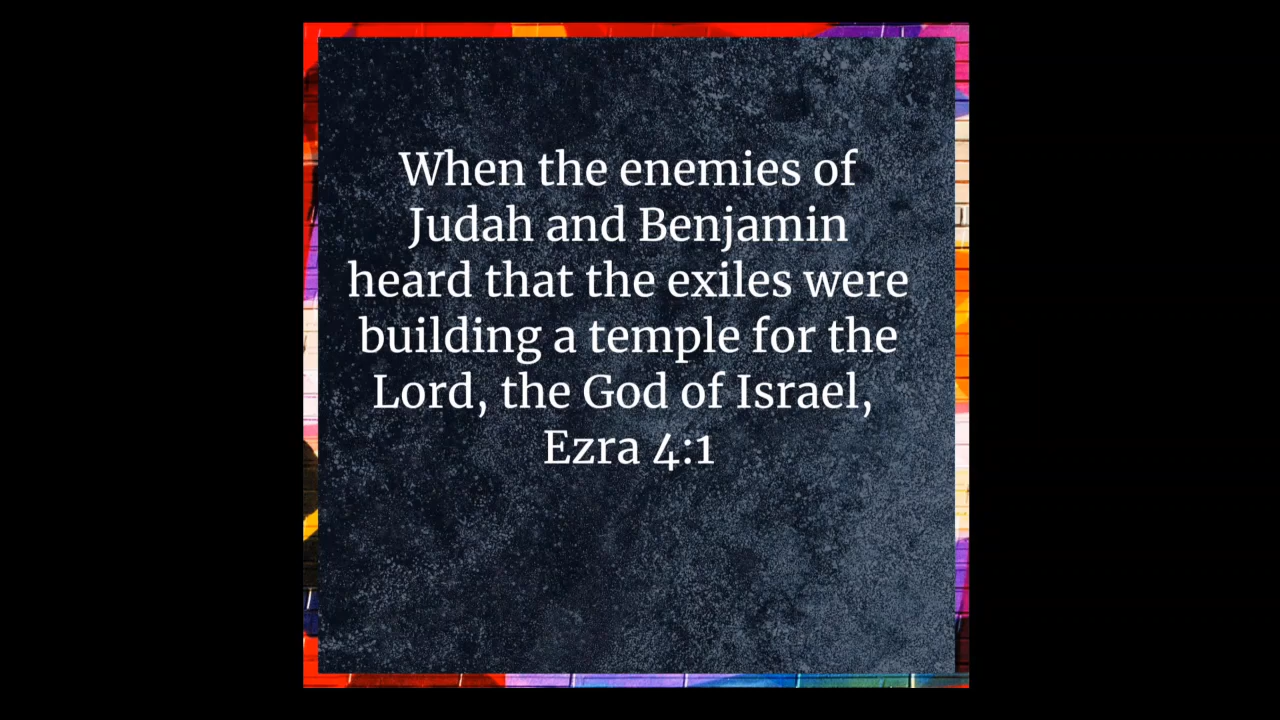 When the enemies of
Judah and Benjamin
heard that the exiles were
building a temple for the
Lord, the God of Israel,
Ezra 4:1